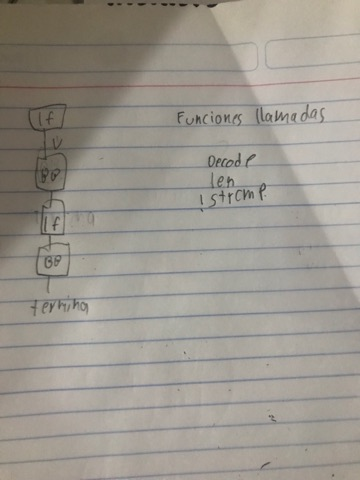 If
V
BB
If
BB
termina
Funciones llamadas
Decode
len
! strcmp.